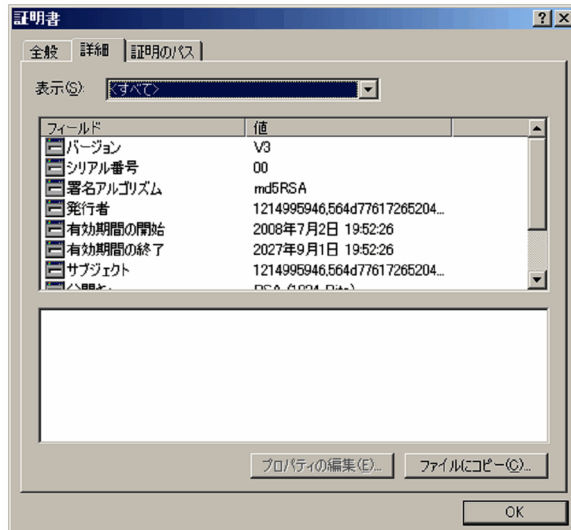 証明書
全般 詳細 証明のパス
表示(S): <すべて>
フィールド 値
バージョン V3
シリアル番号 00
署名アルゴリズム md5RSA
発行者 1214995946,564d77617265204...
有効期間の開始 2008年7月2日 19:52:26
有効期間の終了 2027年9月1日 19:52:26
サブジェクト 1214995946,564d77617265204...
RSA (1024 Bits)
プロパティの編集(E)... ファイルにコピー(C)...
OK